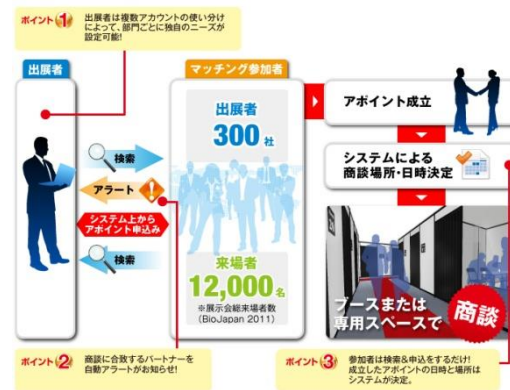 ポイント1
出展者は複数アカウントの使い分け
によって、部門ごとに独自のニーズが
設定可能!
出展者
マッチング参加者
出展者
300社
検索
アラート
システム上から
アポイント申込み
検索
来場者
12,000名
※展示会総来場者数
(BioJapan 2011)
アポイント成立
システムによる
商談場所・日時決定
ブースまたは
専用スペースで
商談
ポイント2
商談に合致するパートナーを
自動アラートがお知らせ!
ポイント3
参加者は検索&申込をするだけ!
成立したアポイントの日時と場所は
システムが決定。